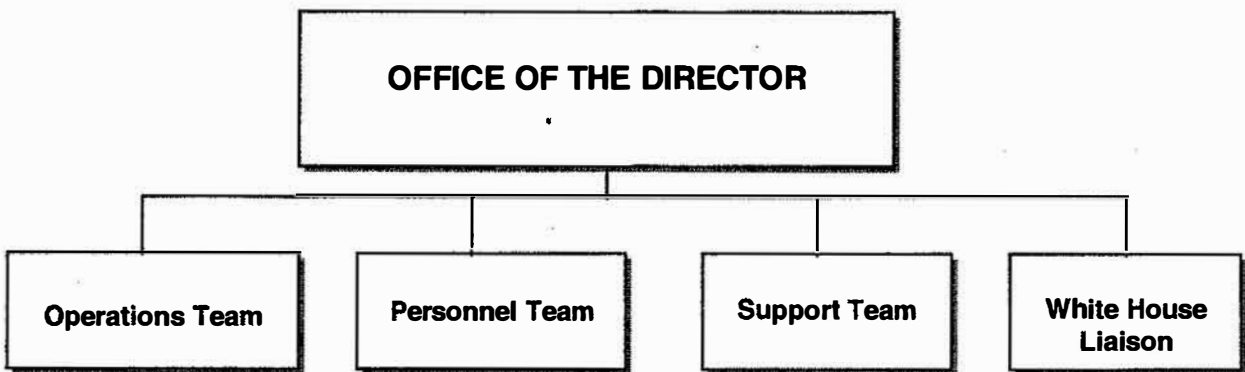 OFFICE OF THE DIRECTOR
Operations Team
Personnel Team
Support Team
White House
Liaison